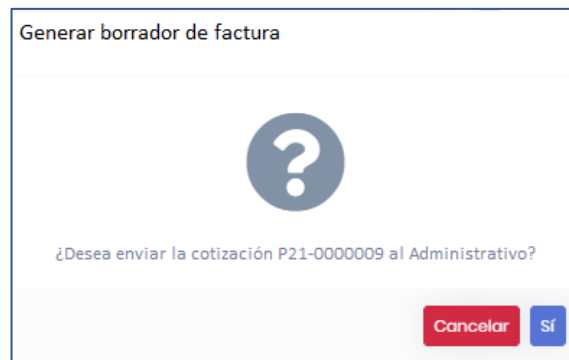 Generar borrador de factura
¿Desea enviar la cotización P21-0000009 al Administrativo?
Cancelar
Sí